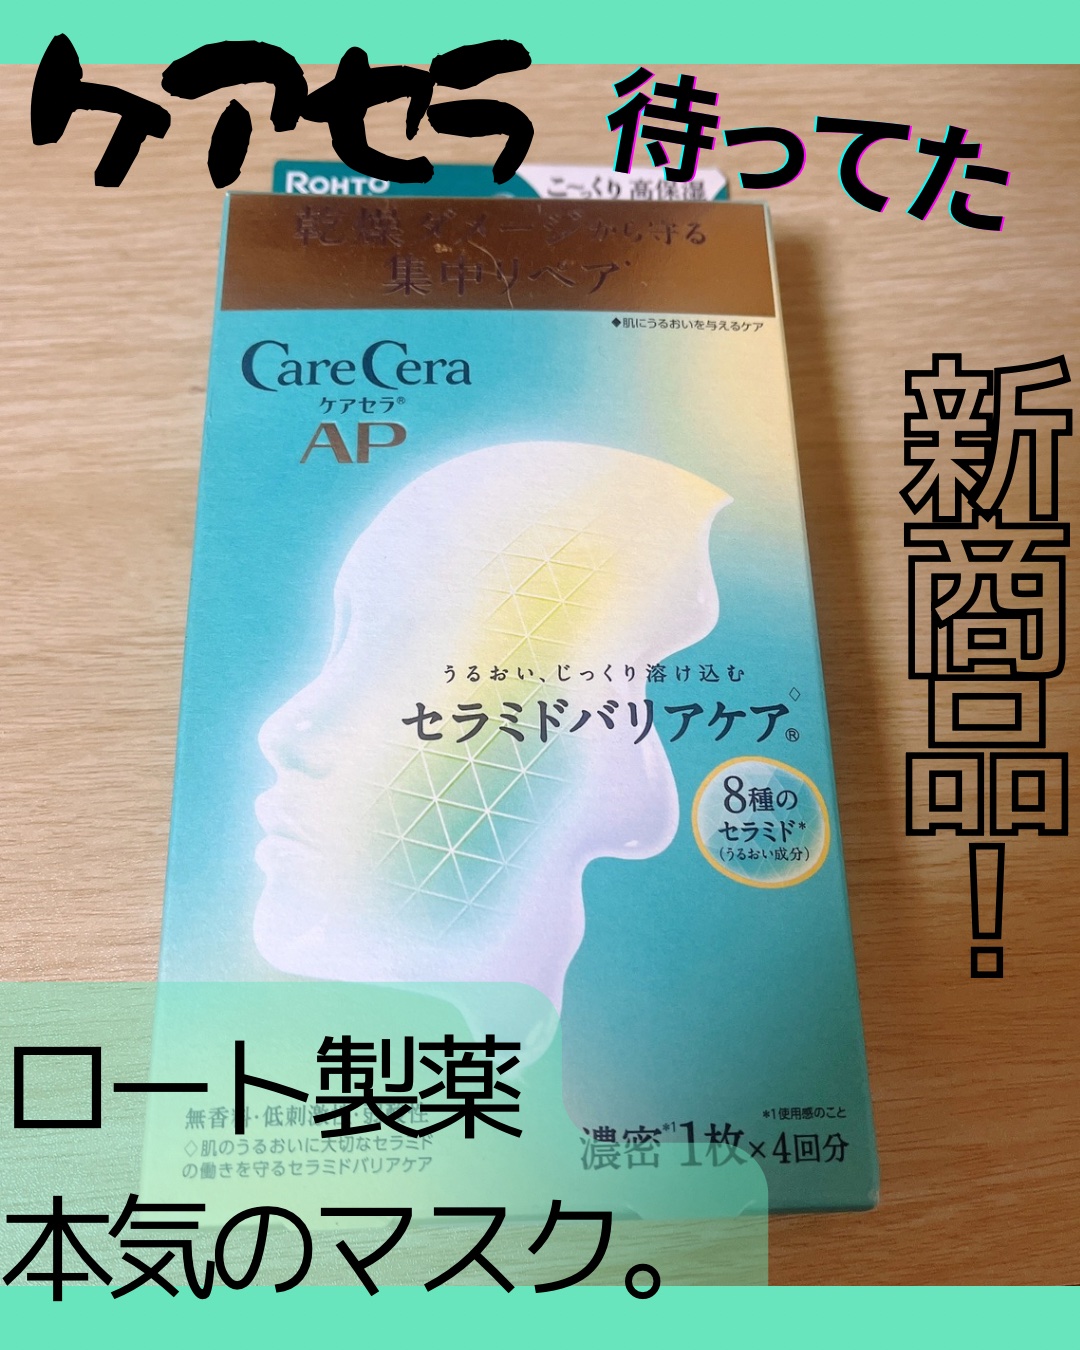 ケアセラ
待ってた
ROHTO
こ～っくり高保湿
乾燥ダメージから守る
集中リペア
◆肌にうるおいを与えるケア
CareCera
ケアセラ®
AP
新商品！
うるおい、じっくり溶け込む
セラミドバリアケア◇®
8種の
セラミド*
(うるおい成分)
ロート製薬
無香料・低刺激性・弱酸性
◇肌のうるおいに大切なセラミド
の働きを守るセラミドバリアケア
*1使用感のこと
濃密*1 1枚×4回分
本気のマスク。